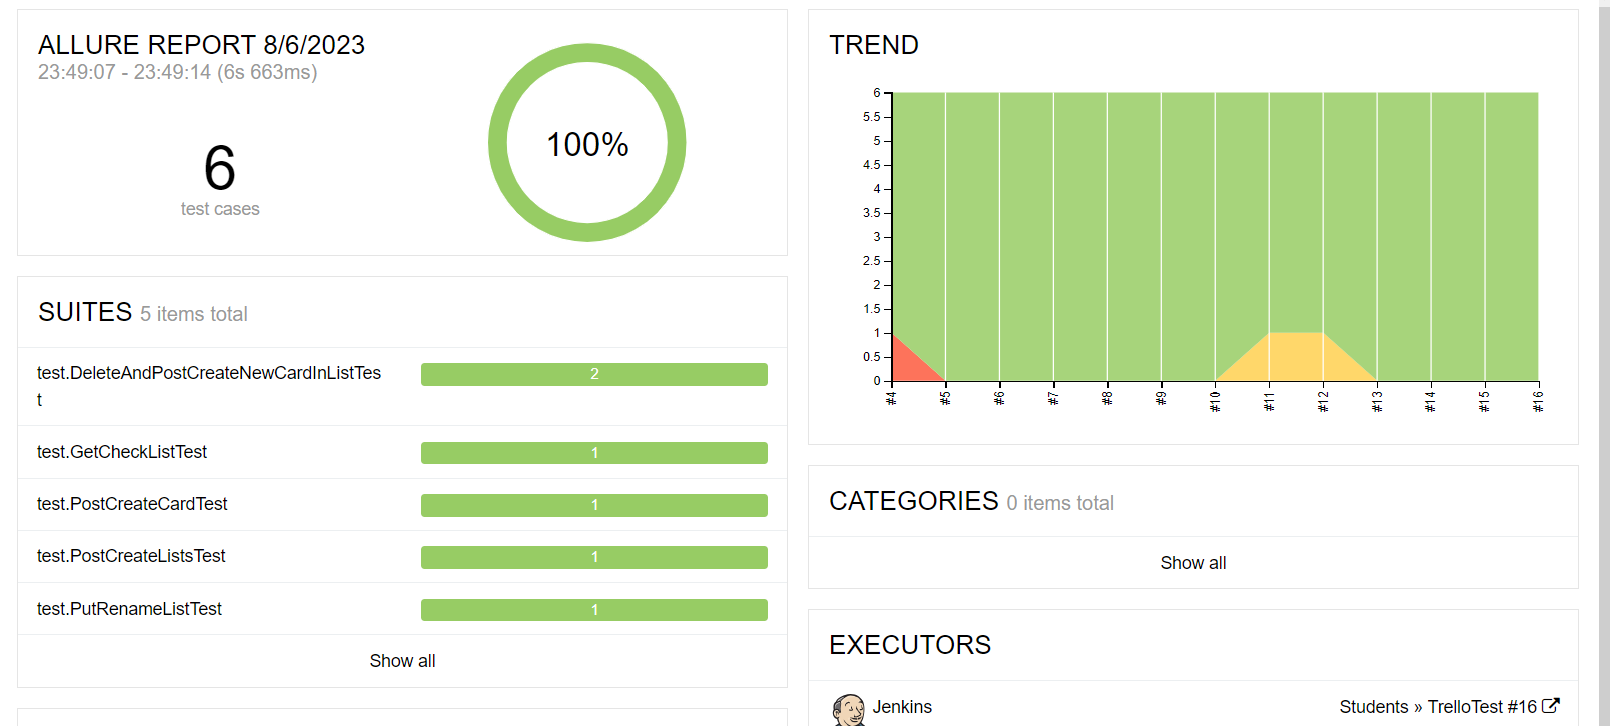 ALLURE REPORT 8/6/2023
23:49:07 - 23:49:14 (6s 663ms)
6
test cases
100%
SUITES 5 items total
test.DeleteAndPostCreateNewCardInListTes
t
2
test.GetCheckListTest
1
test.PostCreateCardTest
1
test.PostCreateListsTest
1
test.PutRenameListTest
1
Show all
TREND
6
5.5
5
4.5
4
3.5
3
2.5
2
1.5
1
0.5
0
#4
#5
#6
#7
#8
#9
#10
#11
#12
#13
#14
#15
#16
CATEGORIES 0 items total
Show all
EXECUTORS
Jenkins
Students » TrelloTest #16